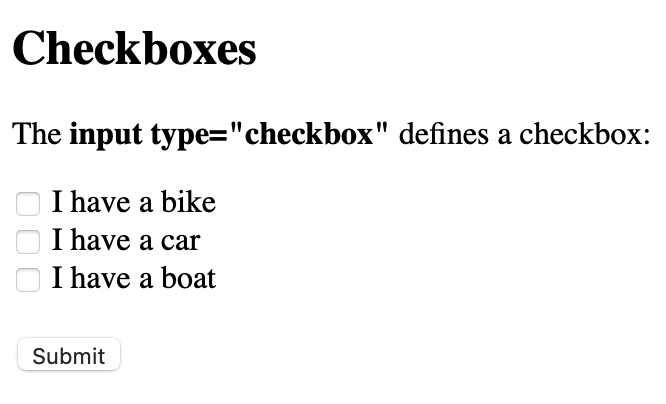 Checkboxes
The input type="checkbox" defines a checkbox:
I have a bike
I have a car
I have a boat
Submit